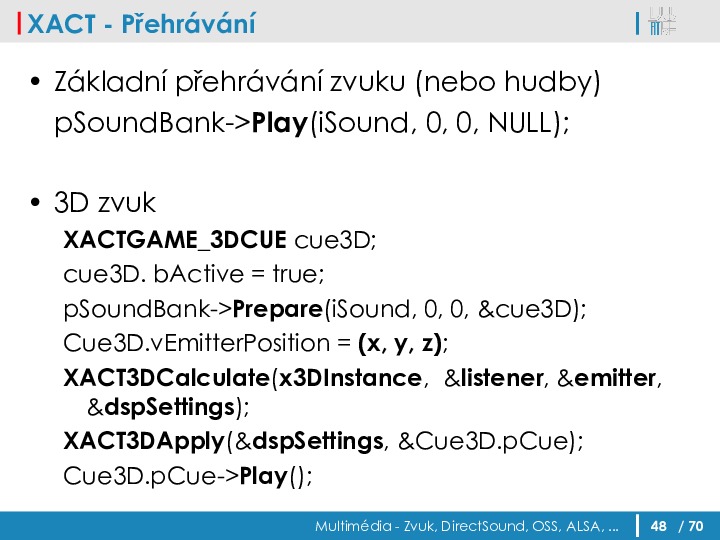 XACT - Přehrávání
• Základní přehrávání zvuku (nebo hudby)
pSoundBank->Play(iSound, 0, 0, NULL);
• 3D zvuk
XACTGAME_3DCUE cue3D;
cue3D. bActive = true;
pSoundBank->Prepare(iSound, 0, 0, &cue3D);
Cue3D.vEmitterPosition = (x, y, z);
XACT3DCalculate(x3DInstance, &listener, &emitter,
&dspSettings);
XACT3DApply(&dspSettings, &Cue3D.pCue);
Cue3D.pCue->Play();
Multimédia - Zvuk, DirectSound, OSS, ALSA, ... 48 / 70